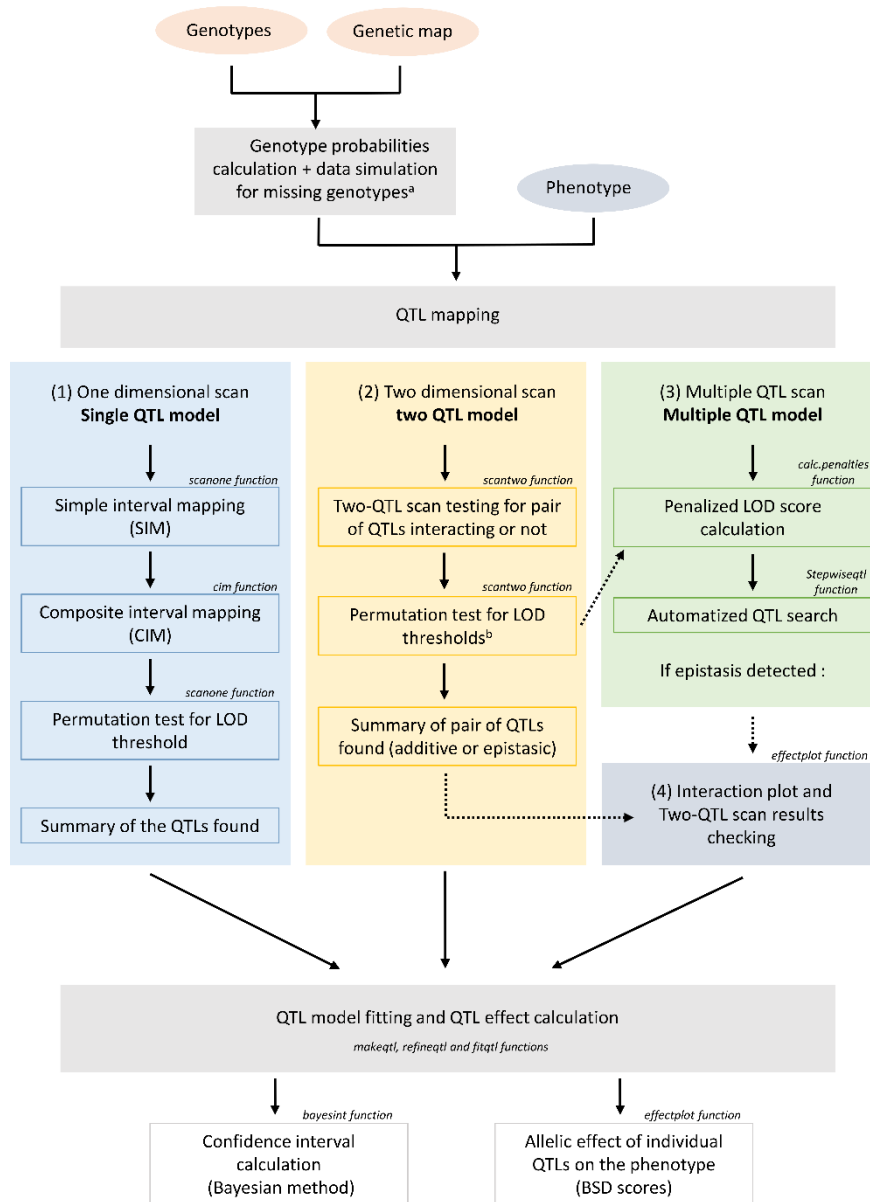 Genotypes
Genetic map
Genotype probabilities
calculation + data simulation
for missing genotypesᵃ
Phenotype
QTL mapping
(1) One dimensional scan
Single QTL model
scanone function
Simple interval mapping
(SIM)
cim function
Composite interval mapping
(CIM)
scanone function
Permutation test for LOD
threshold
Summary of the QTLs found
(2) Two dimensional scan
two QTL model
scantwo function
Two-QTL scan testing for pair
of QTLs interacting or not
scantwo function
Permutation test for LOD
thresholdsᵇ
Summary of pair of QTLs
found (additive or epistasic)
(3) Multiple QTL scan
Multiple QTL model
calc.penalties
function
Penalized LOD score
calculation
Stepwiseqtl
function
Automatized QTL search
If epistasis detected :
effectplot function
(4) Interaction plot and
Two-QTL scan results
checking
QTL model fitting and QTL effect calculation
makeqtl, refineqtl and fitqtl functions
bayesint function
Confidence interval
calculation
(Bayesian method)
effectplot function
Allelic effect of individual
QTLs on the phenotype
(BSD scores)